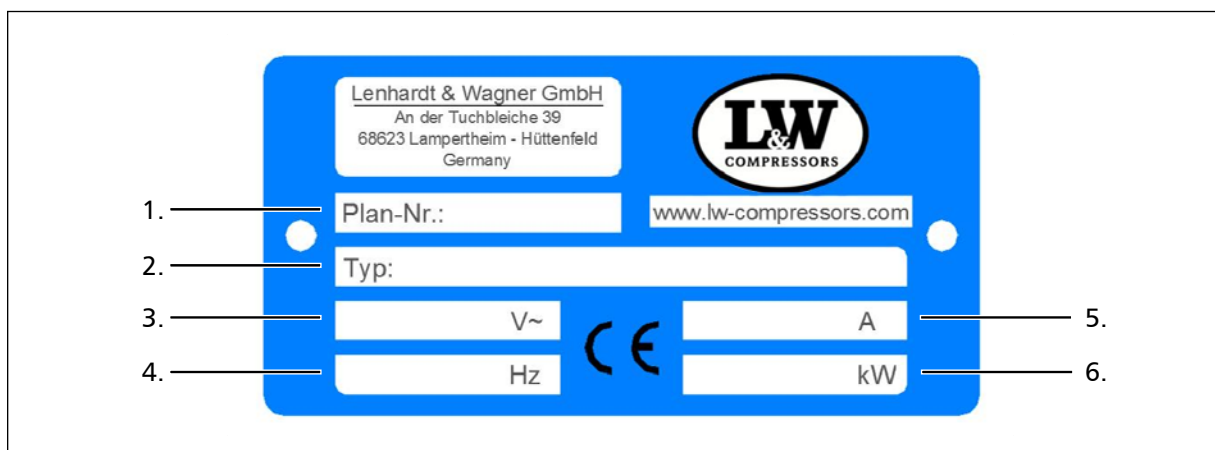 Lenhardt & Wagner GmbH
An der Tuchbleiche 39
68623 Lampertheim - Hüttenfeld
Germany
L&W
COMPRESSORS
1.
Plan-Nr.:
www.lw-compressors.com
2.
Typ:
3.
V~
CE
A
5.
4.
Hz
kW
6.